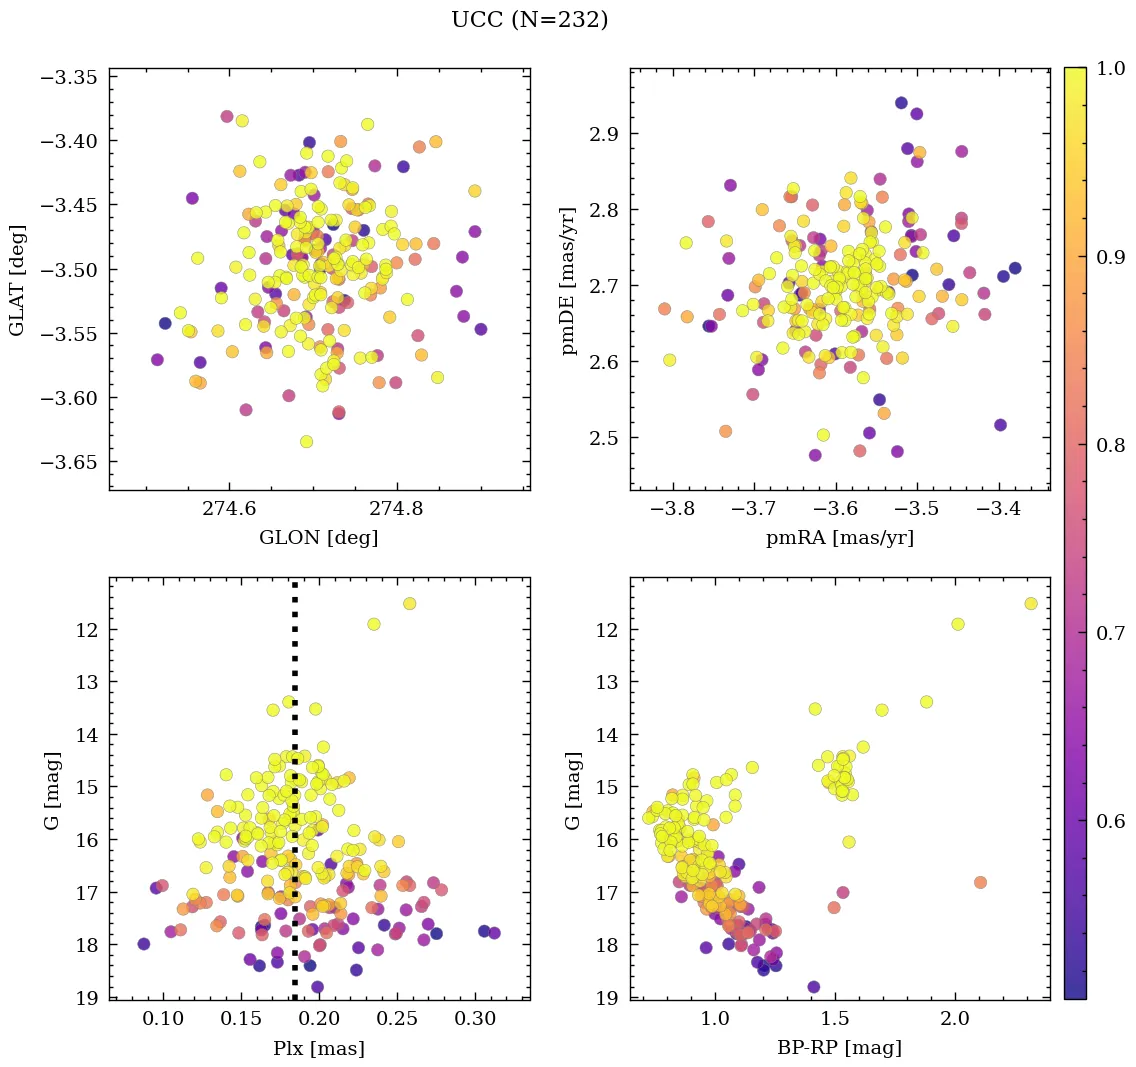 UCC (N=232)
−3.35
−3.40
−3.45
−3.50
−3.55
−3.60
−3.65
GLAT [deg]
274.6 274.8
GLON [deg]
2.9
2.8
2.7
2.6
2.5
pmDE [mas/yr]
−3.8 −3.7 −3.6 −3.5 −3.4
pmRA [mas/yr]
1.0
0.9
0.8
0.7
0.6
12
13
14
15
16
17
18
19
G [mag]
0.10 0.15 0.20 0.25 0.30
Plx [mas]
12
13
14
15
16
17
18
19
G [mag]
1.0 1.5 2.0
BP-RP [mag]